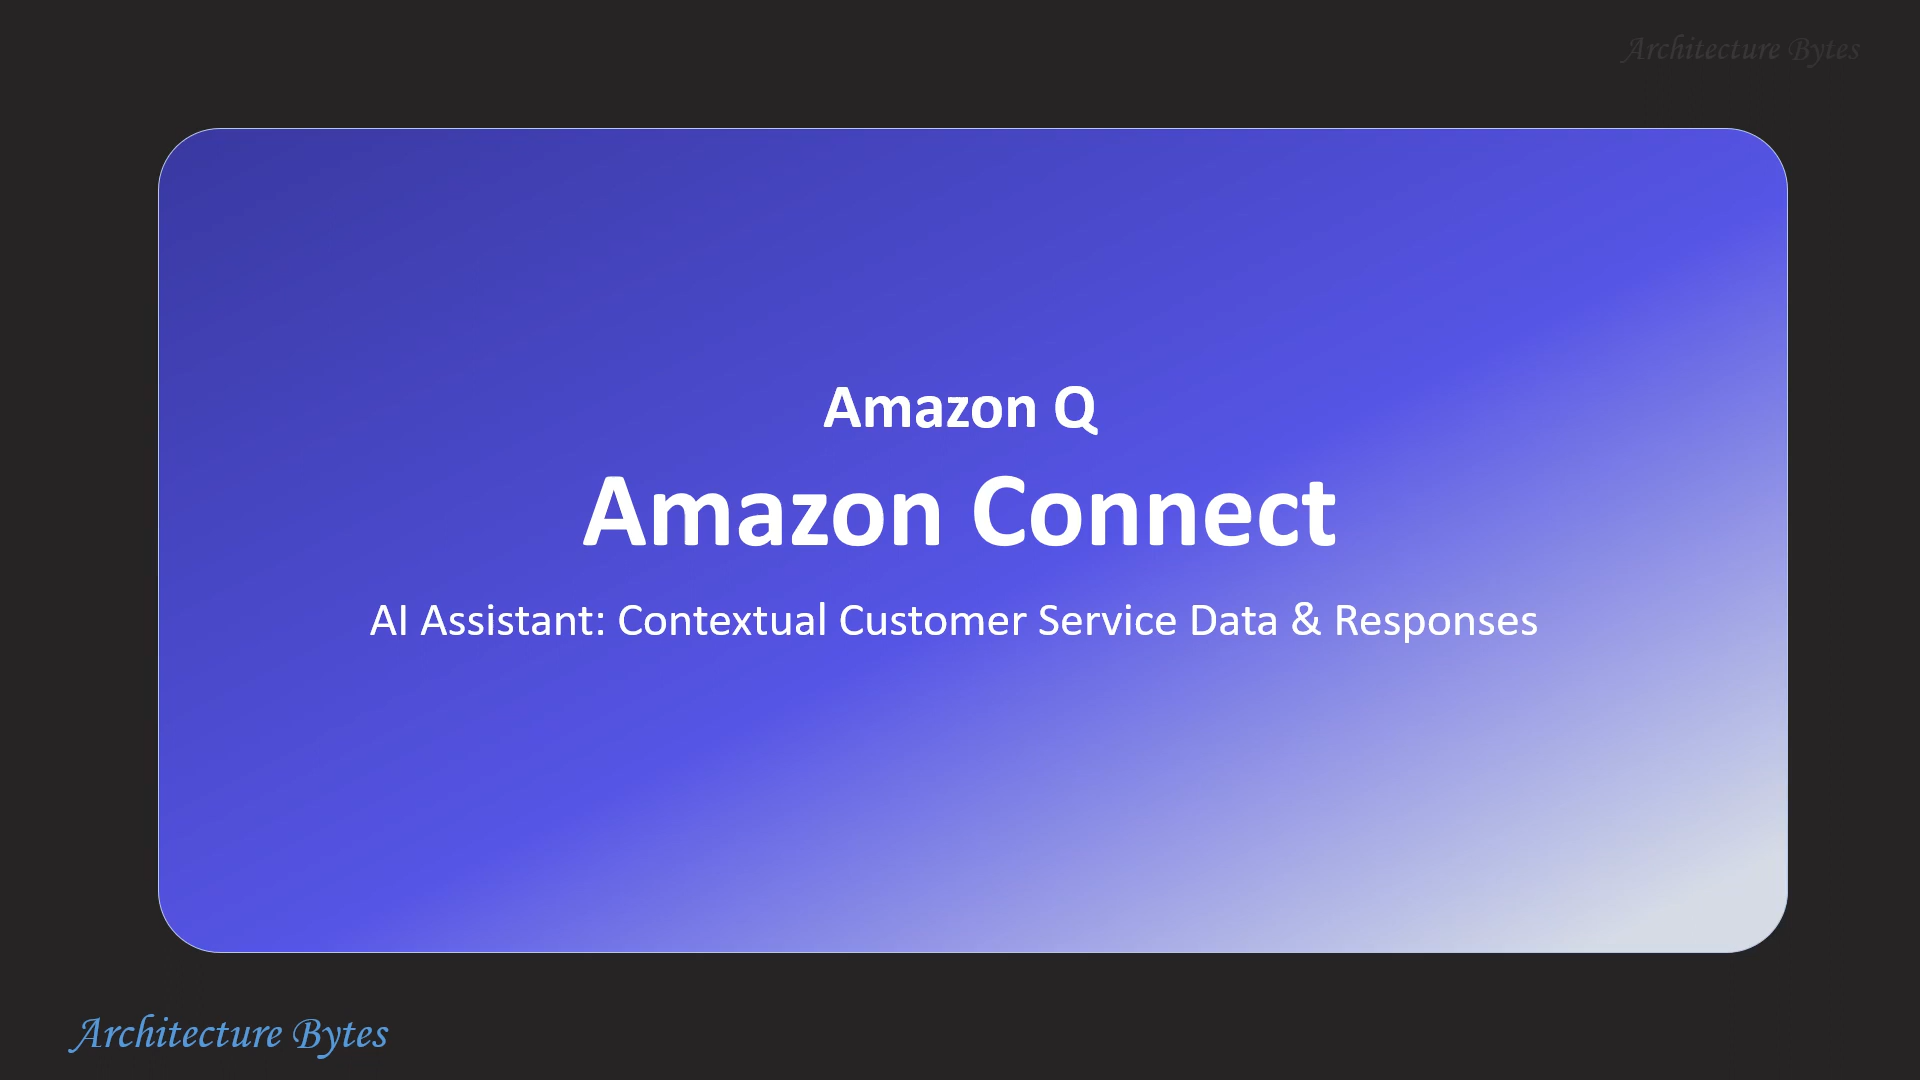 Architecture Bytes
Amazon Q
Amazon Connect
AI Assistant: Contextual Customer Service Data & Responses
Architecture Bytes